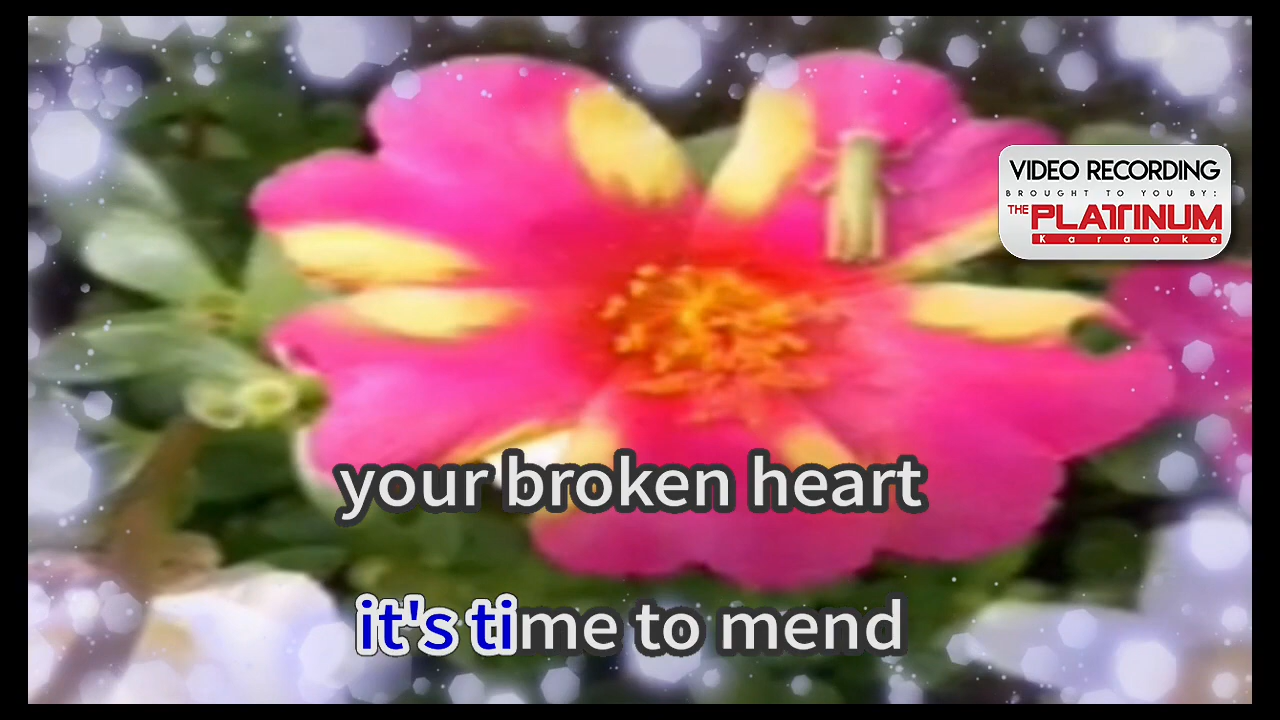 VIDEO RECORDING
BROUGHT TO YOU BY:
THE PLATINUM
Karaoke
your broken heart
it's time to mend